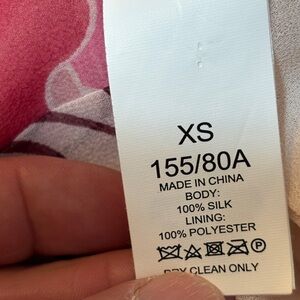 XS
155/80A
MADE IN CHINA
BODY:
100% SILK
LINING:
100% POLYESTER
DRY CLEAN ONLY